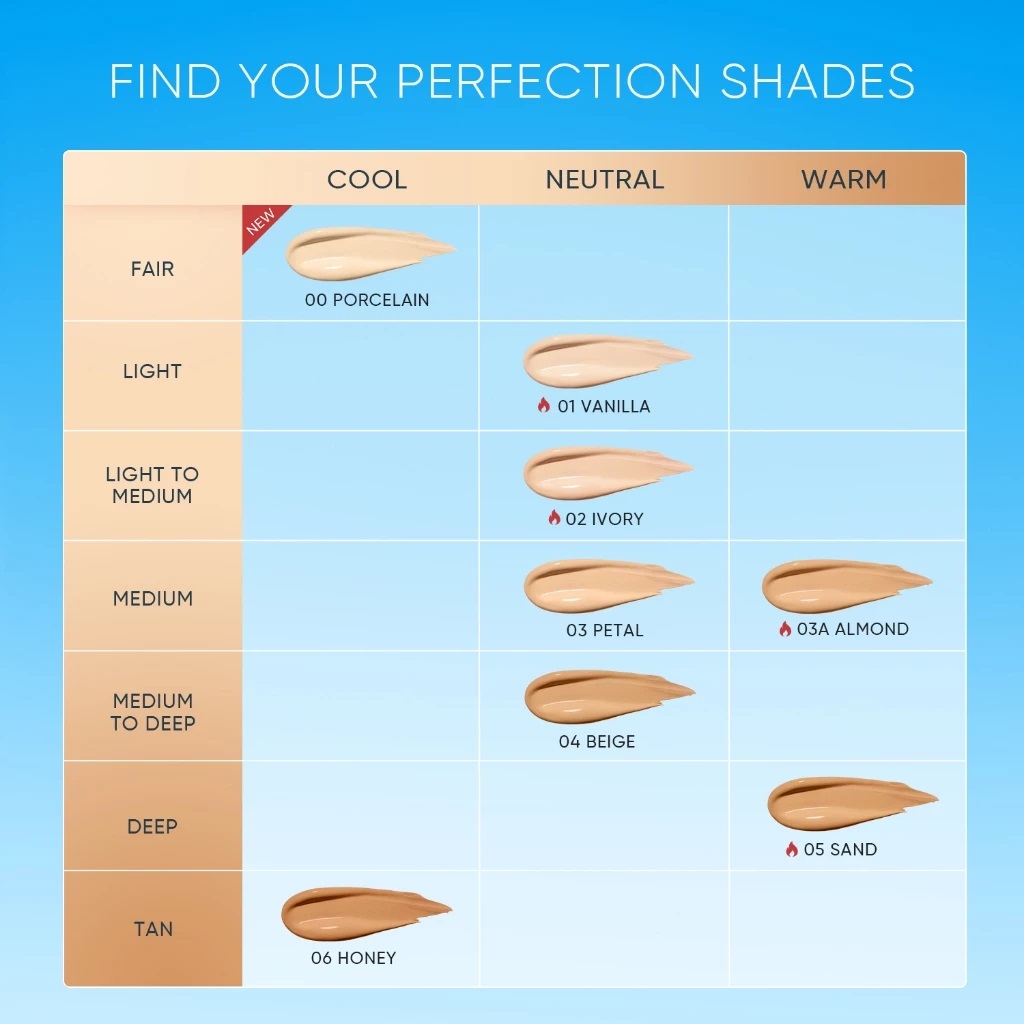 FIND YOUR PERFECTION SHADES
COOL NEUTRAL WARM
NEW
FAIR
00 PORCELAIN
LIGHT
01 VANILLA
LIGHT TO
MEDIUM
02 IVORY
MEDIUM
03 PETAL
03A ALMOND
MEDIUM
TO DEEP
04 BEIGE
DEEP
05 SAND
TAN
06 HONEY